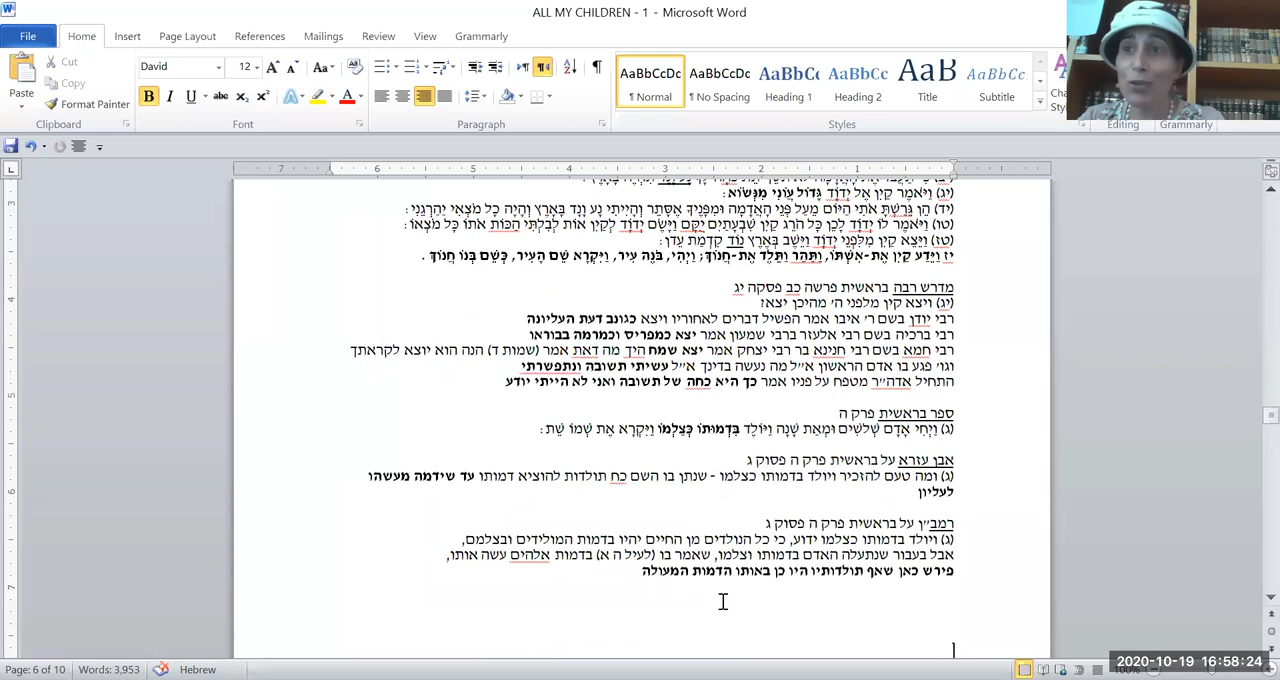 ALL MY CHILDREN - 1 - Microsoft Word
File Home Insert Page Layout References Mailings Review View Grammarly
Paste Cut Copy Format Painter
David 12
AaBbCcDc AaBbCcDc AaBbCc AaBbCc AaB AaBbCcDc
¶ Normal ¶ No Spacing Heading 1 Heading 2 Title Subtitle
Clipboard Font Paragraph Styles Editing Grammarly
7 6 5 4 3 2 1
(יג) וַיֹּאמֶר קַיִן אֶל יְדֹוָד גָּדוֹל עֲוֹנִי מִנְּשׂוֹא:
(יד) הֵן גֵּרַשְׁתָּ אֹתִי הַיּוֹם מֵעַל פְּנֵי הָאֲדָמָה וּמִפָּנֶיךָ אֶסָּתֵר וְהָיִיתִי נָע וָנָד בָּאָרֶץ וְהָיָה כָל מֹצְאִי יַהַרְגֵנִי:
(טו) וַיֹּאמֶר לוֹ יְדֹוָד לָכֵן כָּל הֹרֵג קַיִן שִׁבְעָתַיִם יֻקָּם וַיָּשֶׂם יְדֹוָד לְקַיִן אוֹת לְבִלְתִּי הַכּוֹת אֹתוֹ כָּל מֹצְאוֹ:
(טז) וַיֵּצֵא קַיִן מִלִּפְנֵי יְדֹוָד וַיֵּשֶׁב בְּאֶרֶץ נוֹד קִדְמַת עֵדֶן:
יז וַיֵּדַע קַיִן אֶת-אִשְׁתּוֹ, וַתַּהַר וַתֵּלֶד אֶת-חֲנוֹךְ; וַיְהִי, בֹּנֶה עִיר, וַיִּקְרָא שֵׁם הָעִיר, כְּשֵׁם בְּנוֹ חֲנוֹךְ .
מדרש רבה בראשית פרשה כב פסקה יג
(יג) ויצא קין מלפני ה' מהיכן יצא?
רבי יודן בשם ר' איבו אמר הפשיל דברים לאחוריו ויצא כגונב דעת העליונה
רבי ברכיה בשם רבי אלעזר ברבי שמעון אמר יצא כמפריס וכמרמה בבוראו
רבי חמא בשם רבי חנינא בר רבי יצחק אמר יצא שמח היך מה דאת אמר (שמות ד) הנה הוא יוצא לקראתך
וגו' פגע בו אדם הראשון א"ל מה נעשה בדינך א"ל עשיתי תשובה ונתפשרתי
התחיל אדה"ר מטפח על פניו אמר כך היא כחה של תשובה ואני לא הייתי יודע
ספר בראשית פרק ה
(ג) וַיְחִי אָדָם שְׁלֹשִׁים וּמְאַת שָׁנָה וַיּוֹלֶד בִּדְמוּתוֹ כְּצַלְמוֹ וַיִּקְרָא אֶת שְׁמוֹ שֵׁת:
אבן עזרא על בראשית פרק ה פסוק ג
(ג) ומה טעם להזכיר ויולד בדמותו כצלמו - שנתן בו השם כח תולדות להוציא דמותו עד שידמה מעשהו
לעליון
רמב"ן על בראשית פרק ה פסוק ג
(ג) ויולד בדמותו כצלמו ידוע, כי כל הנולדים מן החיים יהיו בדמות המולידים ובצלמם,
אבל בעבור שנתעלה האדם בדמותו וצלמו, שאמר בו (לעיל ה א) בדמות אלהים עשה אותו,
פירש כאן שאף תולדותיו היו כן באותו הדמות המעולה
Page: 6 of 10 Words: 3,953 Hebrew 100%
2020-10-19 16:58:24